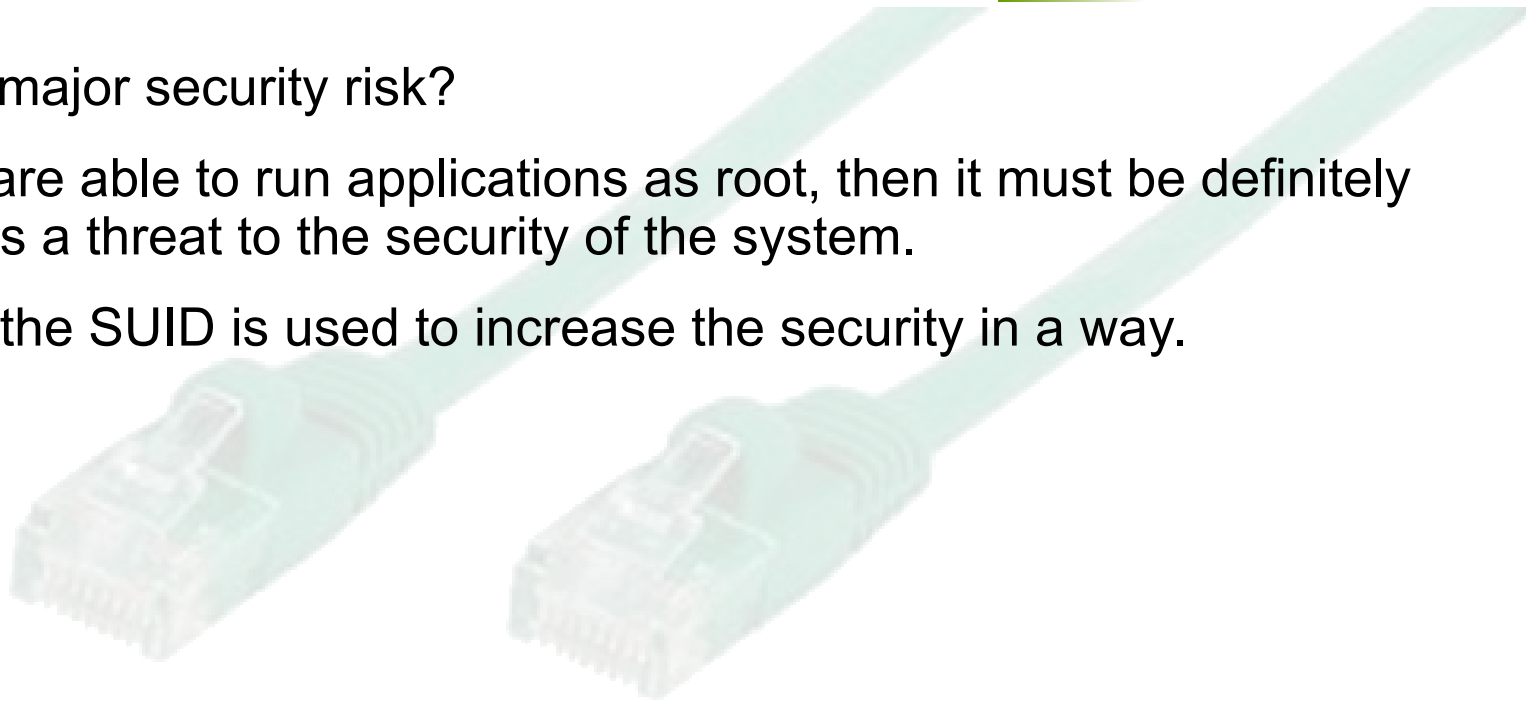 major security risk?
are able to run applications as root, then it must be definitely
s a threat to the security of the system.
the SUID is used to increase the security in a way.